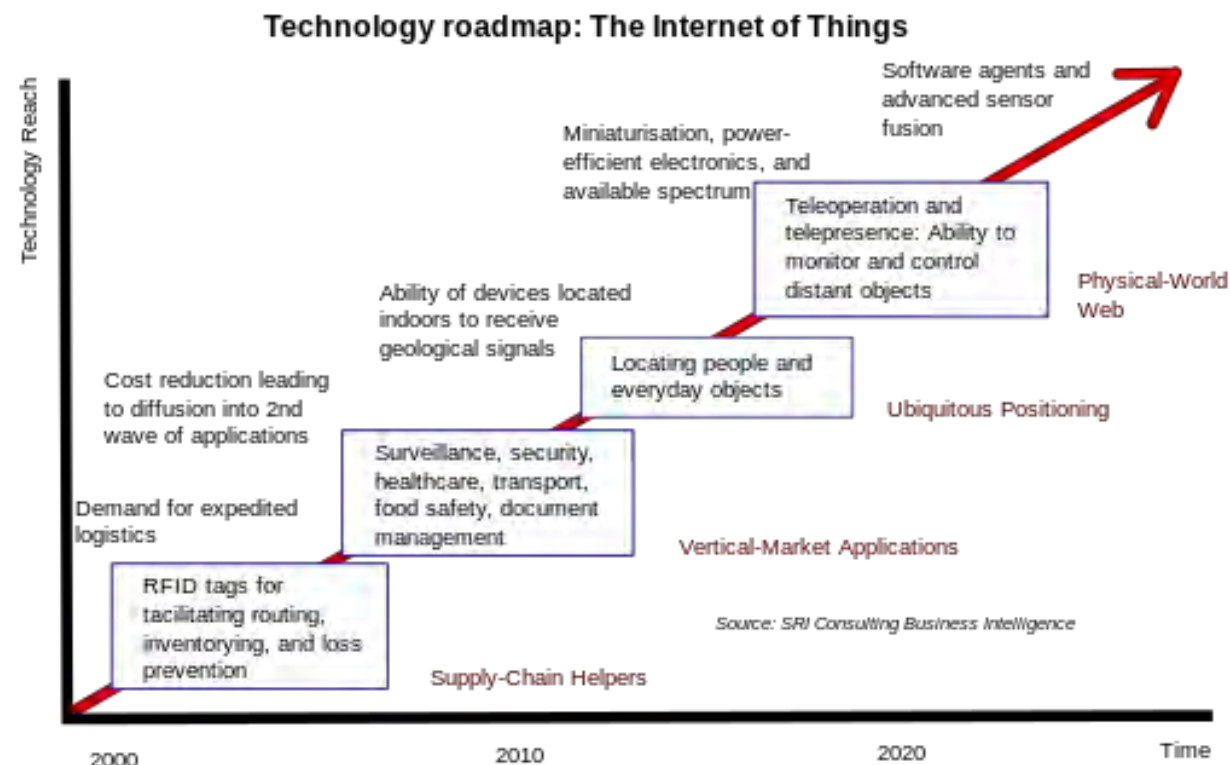 Technology roadmap: The Internet of Things
Technology Reach
Software agents and
advanced sensor
fusion
Miniaturisation, power-
efficient electronics, and
available spectrum
Teleoperation and
telepresence: Ability to
monitor and control
distant objects
Physical-World
Web
Ability of devices located
indoors to receive
geological signals
Locating people and
everyday objects
Ubiquitous Positioning
Cost reduction leading
to diffusion into 2nd
wave of applications
Surveillance, security,
healthcare, transport,
food safety, document
management
Vertical-Market Applications
Demand for expedited
logistics
RFID tags for
tacilitating routing,
inventorying, and loss
prevention
Supply-Chain Helpers
Source: SRI Consulting Business Intelligence
2000
2010
2020
Time